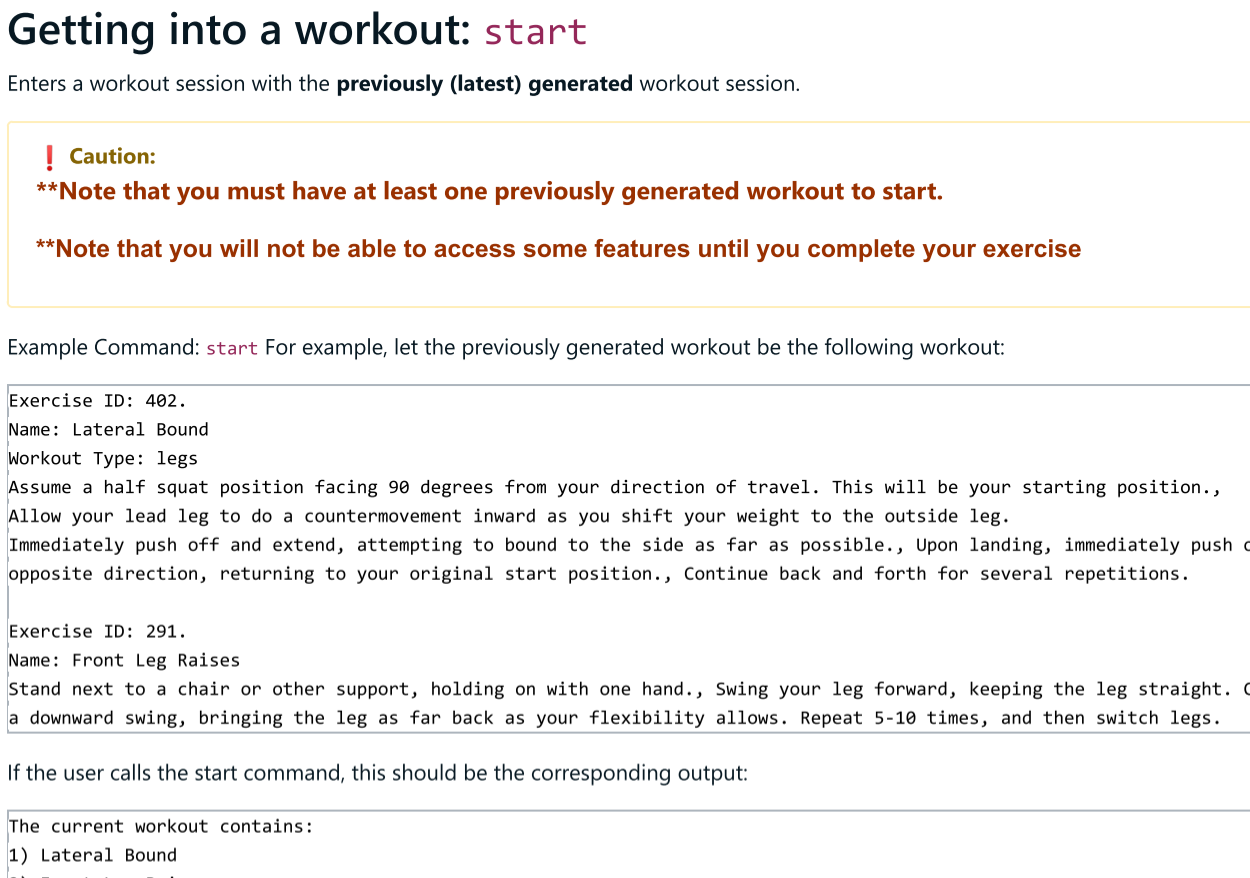 Getting into a workout: start
Enters a workout session with the previously (latest) generated workout session.
❗ Caution:
**Note that you must have at least one previously generated workout to start.
**Note that you will not be able to access some features until you complete your exercise
Example Command: start For example, let the previously generated workout be the following workout:
Exercise ID: 402.
Name: Lateral Bound
Workout Type: legs
Assume a half squat position facing 90 degrees from your direction of travel. This will be your starting position.,
Allow your lead leg to do a countermovement inward as you shift your weight to the outside leg.
Immediately push off and extend, attempting to bound to the side as far as possible., Upon landing, immediately push
opposite direction, returning to your original start position., Continue back and forth for several repetitions.
Exercise ID: 291.
Name: Front Leg Raises
Stand next to a chair or other support, holding on with one hand., Swing your leg forward, keeping the leg straight.
a downward swing, bringing the leg as far back as your flexibility allows. Repeat 5-10 times, and then switch legs.
If the user calls the start command, this should be the corresponding output:
The current workout contains:
1) Lateral Bound